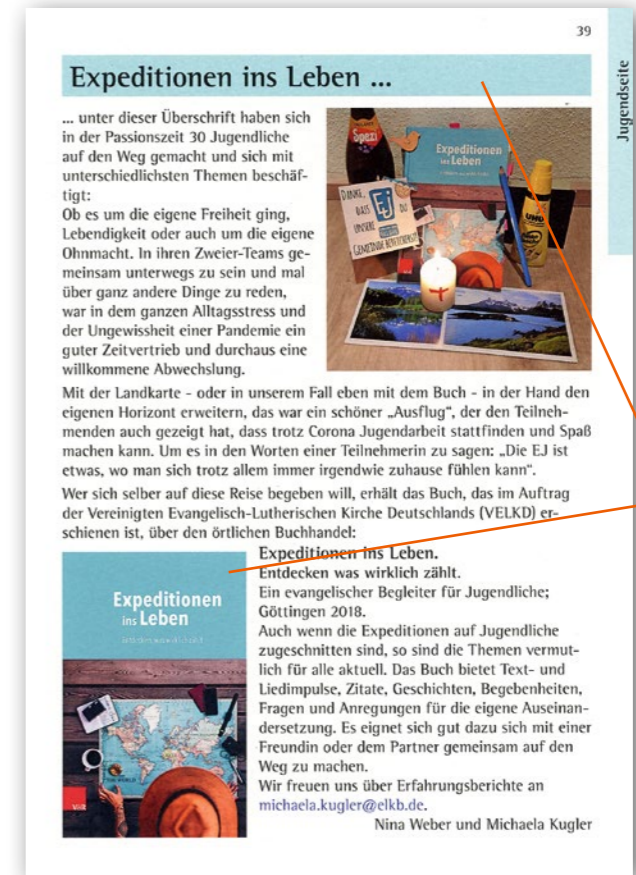 39
Jugendseite
Expeditionen ins Leben ...
... unter dieser Überschrift haben sich
in der Passionszeit 30 Jugendliche
auf den Weg gemacht und sich mit
unterschiedlichsten Themen beschäf-
tigt:
Ob es um die eigene Freiheit ging,
Lebendigkeit oder auch um die eigene
Ohnmacht. In ihren Zweier-Teams ge-
meinsam unterwegs zu sein und mal
über ganz andere Dinge zu reden,
war in dem ganzen Alltagsstress und
der Ungewissheit einer Pandemie ein
guter Zeitvertrieb und durchaus eine
willkommene Abwechslung.
Spezi
Expeditionen
ins Leben
DANKE,
DASS DU
EJ
UNSERE
GEMEINDE
UHU
Mit der Landkarte - oder in unserem Fall eben mit dem Buch - in der Hand den
eigenen Horizont erweitern, das war ein schöner „Ausflug“, der den Teilneh-
menden auch gezeigt hat, dass trotz Corona Jugendarbeit stattfinden und Spaß
machen kann. Um es in den Worten einer Teilnehmerin zu sagen: „Die EJ ist
etwas, wo man sich trotz allem immer irgendwie zuhause fühlen kann“.
Wer sich selber auf diese Reise begeben will, erhält das Buch, das im Auftrag
der Vereinigten Evangelisch-Lutherischen Kirche Deutschlands (VELKD) er-
schienen ist, über den örtlichen Buchhandel:
Expeditionen
ins Leben
Expeditionen ins Leben.
Entdecken was wirklich zählt.
Ein evangelischer Begleiter für Jugendliche;
Göttingen 2018.
Auch wenn die Expeditionen auf Jugendliche
zugeschnitten sind, so sind die Themen vermut-
lich für alle aktuell. Das Buch bietet Text- und
Liedimpulse, Zitate, Geschichten, Begebenheiten,
Fragen und Anregungen für die eigene Auseinan-
dersetzung. Es eignet sich gut dazu sich mit einer
Freundin oder dem Partner gemeinsam auf den
Weg zu machen.
Wir freuen uns über Erfahrungsberichte an
michaela.kugler@elkb.de.
Nina Weber und Michaela Kugler